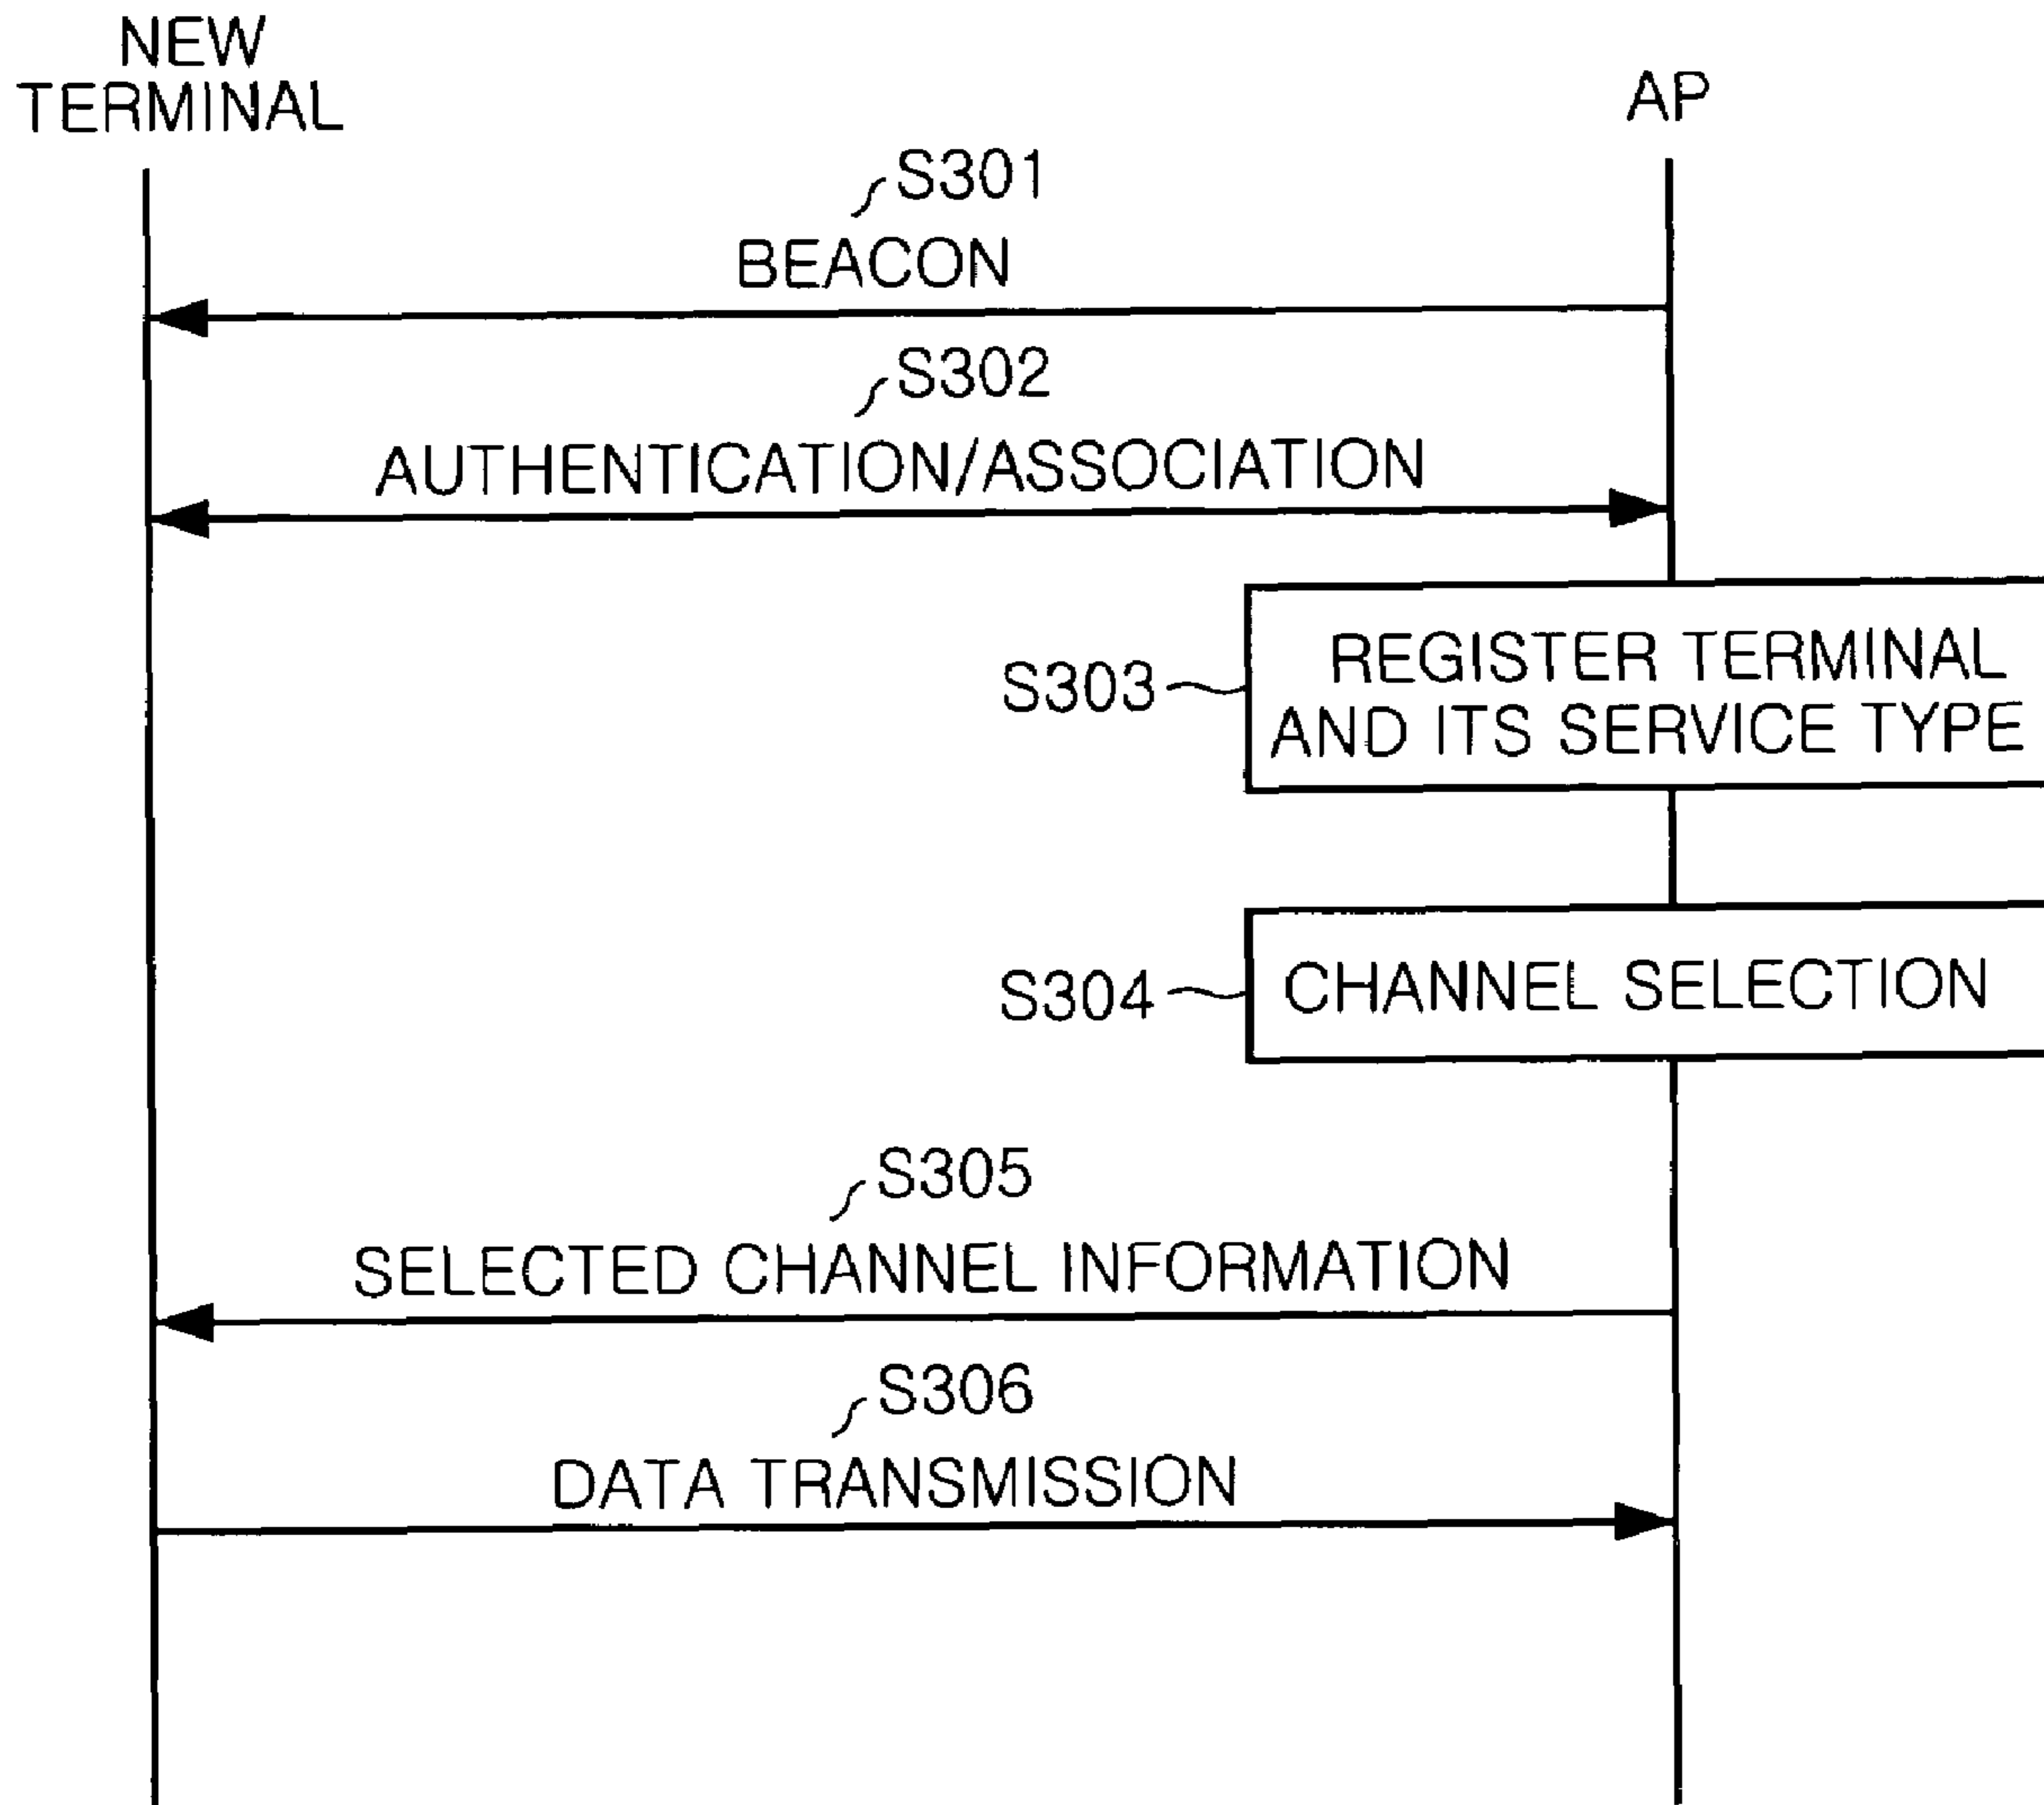 NEW
TERMINAL
AP
S301
BEACON
S302
AUTHENTICATION/ASSOCIATION
REGISTER TERMINAL
S303
AND ITS SERVICE TYPE
S304
CHANNEL SELECTION
S305
SELECTED CHANNEL INFORMATION
S306
DATA TRANSMISSION